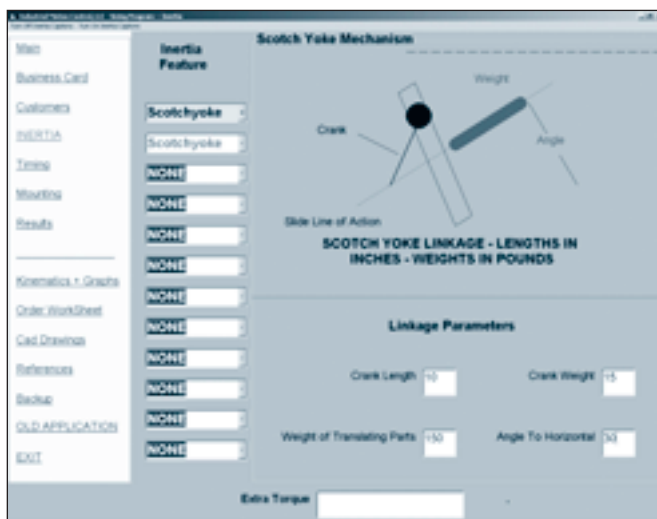 Main
Business Card
Customers
INERTIA
Timing
Mounting
Results
Kinematics + Graphs
Order WorkSheet
Cad Drawings
References
Backup
OLD APPLICATION
EXIT
Inertia
Feature
Scotchyoke
Scotchyoke
NONE
NONE
NONE
NONE
NONE
NONE
NONE
NONE
NONE
NONE
Scotch Yoke Mechanism
Weight
Crank
Angle
Slide Line of Action
SCOTCH YOKE LINKAGE - LENGTHS IN
INCHES - WEIGHTS IN POUNDS
Linkage Parameters
Crank Length 10
Crank Weight 15
Weight of Translating Parts 150
Angle To Horizontal 30
Extra Torque